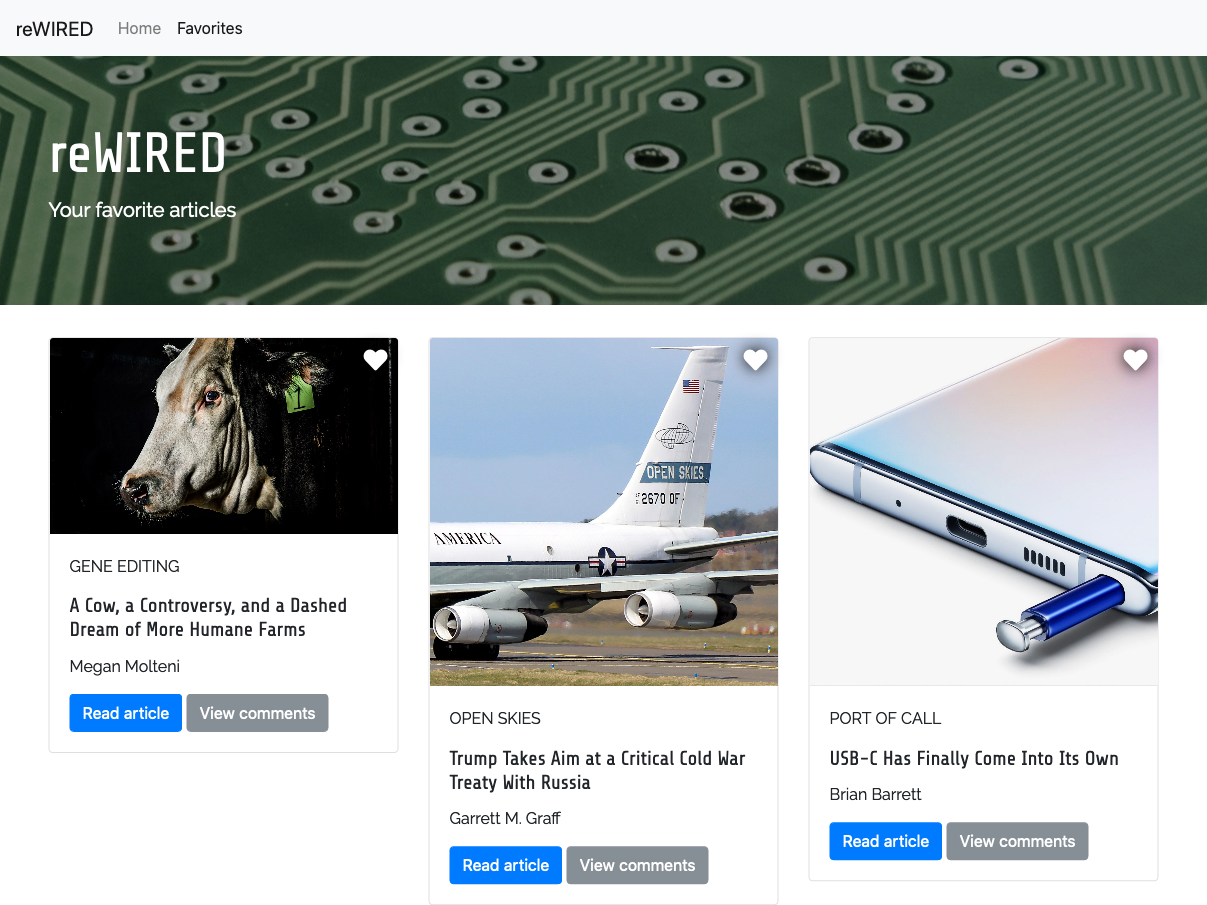 reWIRED Home Favorites
reWIRED
Your favorite articles
1
GENE EDITING
A Cow, a Controversy, and a Dashed
Dream of More Humane Farms
Megan Molteni
Read article View comments
OPEN SKIES
2670 OF
AMERICA
OPEN SKIES
Trump Takes Aim at a Critical Cold War
Treaty With Russia
Garrett M. Graff
Read article View comments
PORT OF CALL
USB-C Has Finally Come Into Its Own
Brian Barrett
Read article View comments